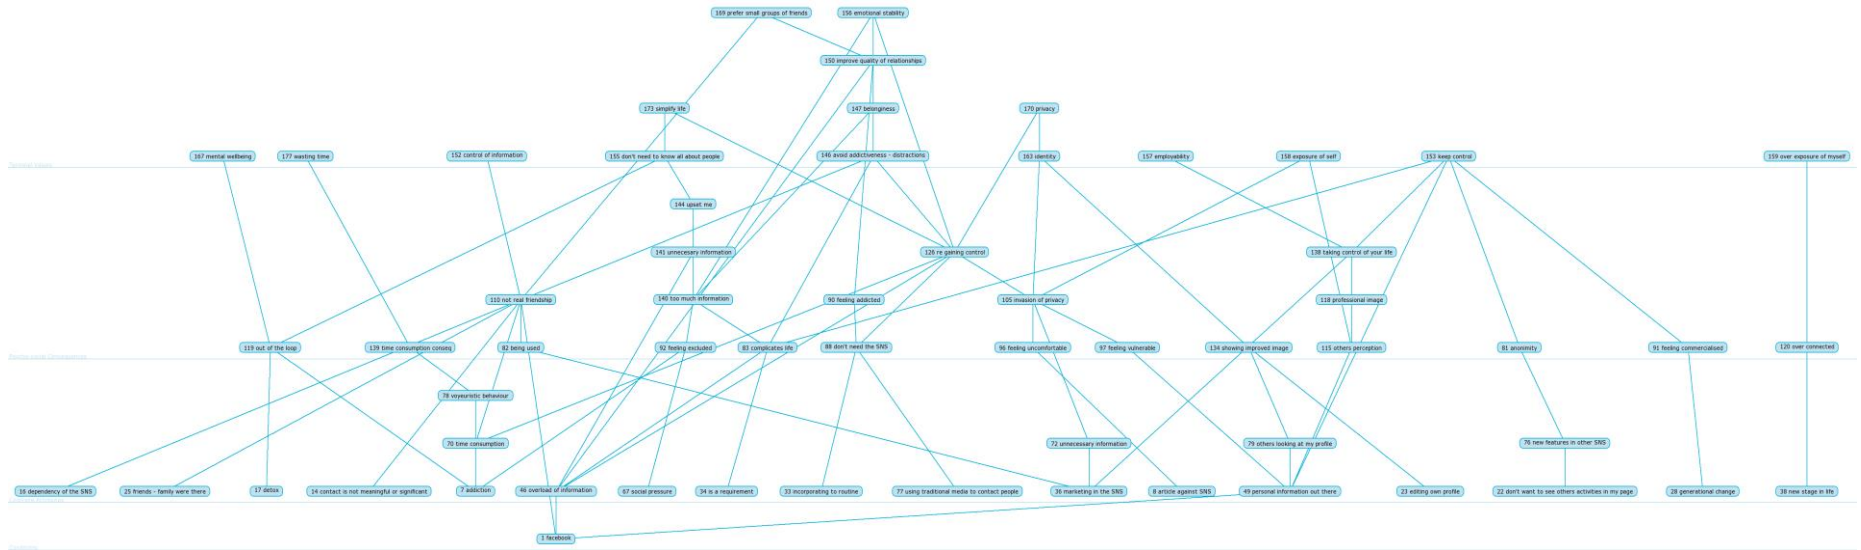 169 prefer small groups of friends
156 emotional stability
150 improve quality of relationships
173 simplify life
147 belonginess
170 privacy
167 mental wellbeing
177 wasting time
152 control of information
155 don't need to know all about people
146 avoid addictiveness - distractions
163 identity
157 employability
158 exposure of self
153 keep control
159 over exposure of myself
144 upset me
141 unnecesary information
126 re gaining control
138 taking control of your life
110 not real friendship
140 too much information
90 feeling addicted
105 invasion of privacy
118 professional image
119 out of the loop
139 time consumption conseq
82 being used
92 feeling excluded
83 complicates life
88 don't need the SNS
96 feeling uncomfortable
97 feeling vulnerable
134 showing improved image
115 others perception
81 anonimity
91 feeling commercialised
120 over connected
78 voyeuristic behaviour
70 time consumption
72 unnecessary information
79 others looking at my profile
76 new features in other SNS
16 dependency of the SNS
25 friends - family were there
17 detox
14 contact is not meaningful or significant
7 addiction
46 overload of information
67 social pressure
34 is a requirement
33 incorporating to routine
77 using traditional media to contact people
36 marketing in the SNS
8 article against SNS
49 personal information out there
23 editing own profile
22 don't want to see others activities in my page
28 generational change
38 new stage in life
1 facebook